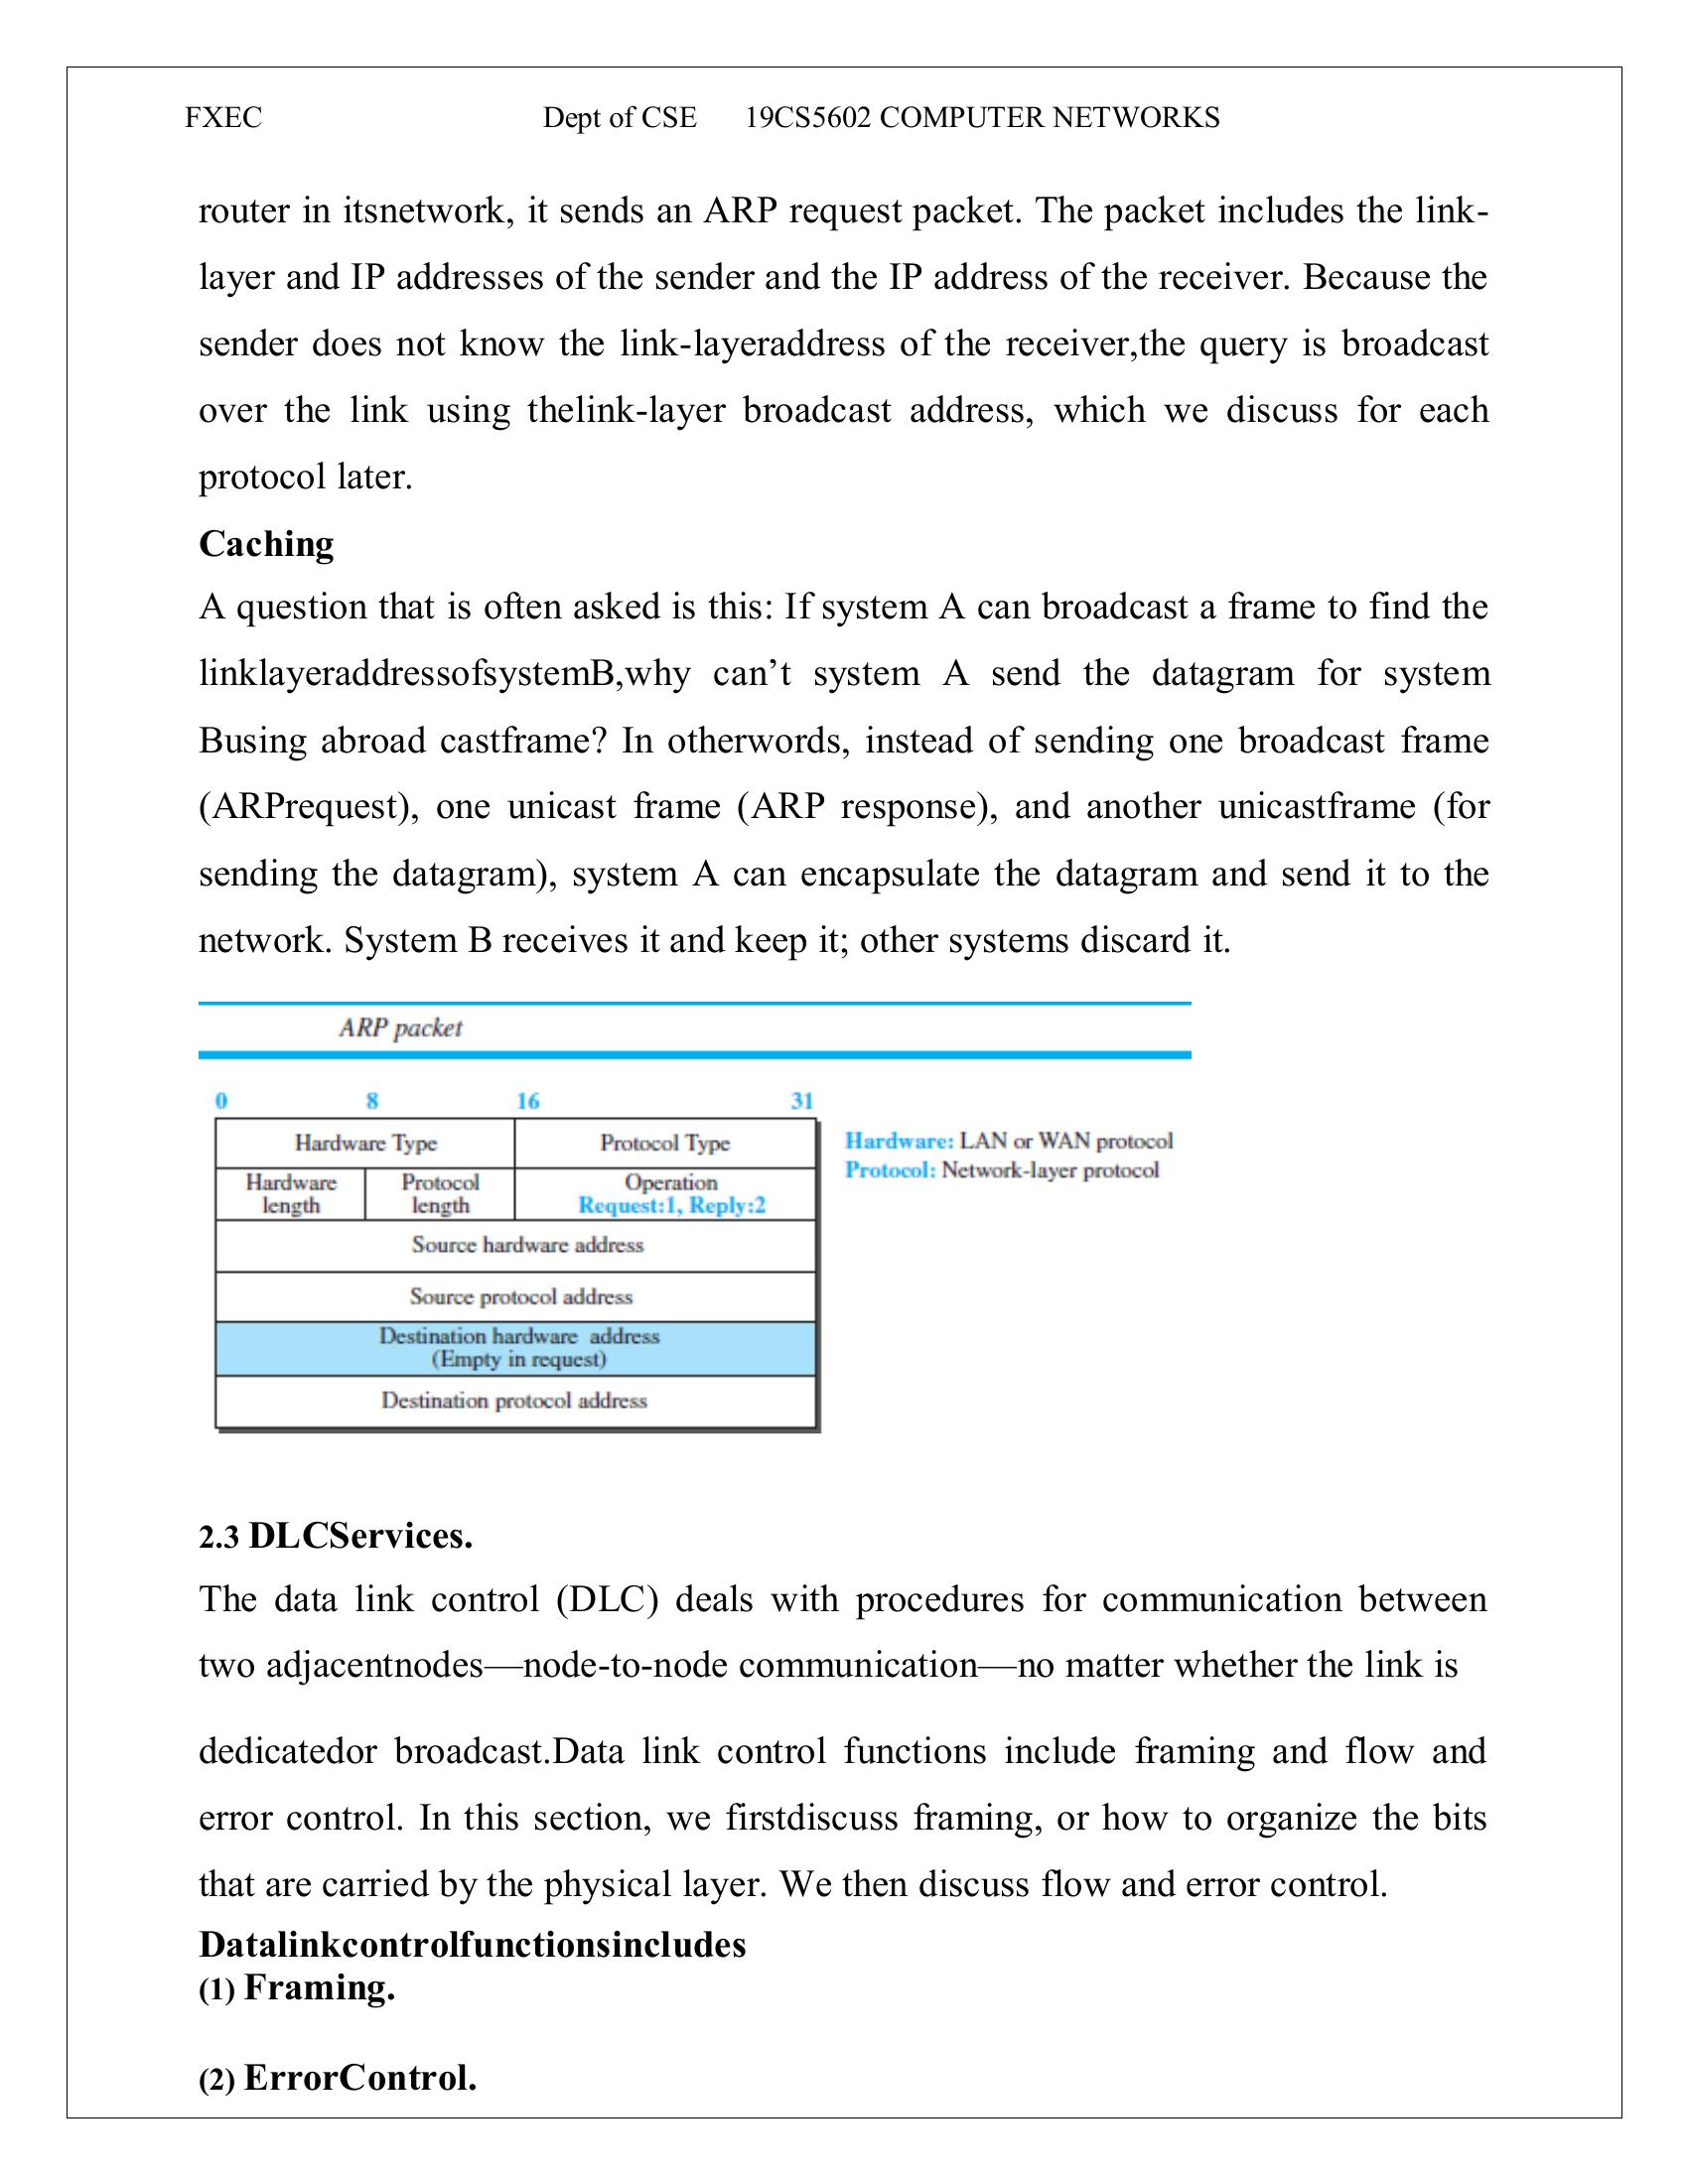 FXEC Dept of CSE 19CS5602 COMPUTER NETWORKS
router in itsnetwork, it sends an ARP request packet. The packet includes the link-
layer and IP addresses of the sender and the IP address of the receiver. Because the
sender does not know the link-layeraddress of the receiver,the query is broadcast
over the link using thelink-layer broadcast address, which we discuss for each
protocol later.
Caching
A question that is often asked is this: If system A can broadcast a frame to find the
linklayeraddressofsystemB,why can’t system A send the datagram for system
Busing abroad castframe? In otherwords, instead of sending one broadcast frame
(ARPrequest), one unicast frame (ARP response), and another unicastframe (for
sending the datagram), system A can encapsulate the datagram and send it to the
network. System B receives it and keep it; other systems discard it.
ARP packet
0 8 16 31
Hardware Type Protocol Type
Hardware: LAN or WAN protocol
Protocol: Network-layer protocol
Hardware length
Protocol length
Operation
Request:1, Reply:2
Source hardware address
Source protocol address
Destination hardware address
(Empty in request)
Destination protocol address
2.3 DLCServices.
The data link control (DLC) deals with procedures for communication between
two adjacentnodes—node-to-node communication—no matter whether the link is
dedicatedor broadcast.Data link control functions include framing and flow and
error control. In this section, we firstdiscuss framing, or how to organize the bits
that are carried by the physical layer. We then discuss flow and error control.
Datalinkcontrolfunctionsincludes
(1) Framing.
(2) ErrorControl.